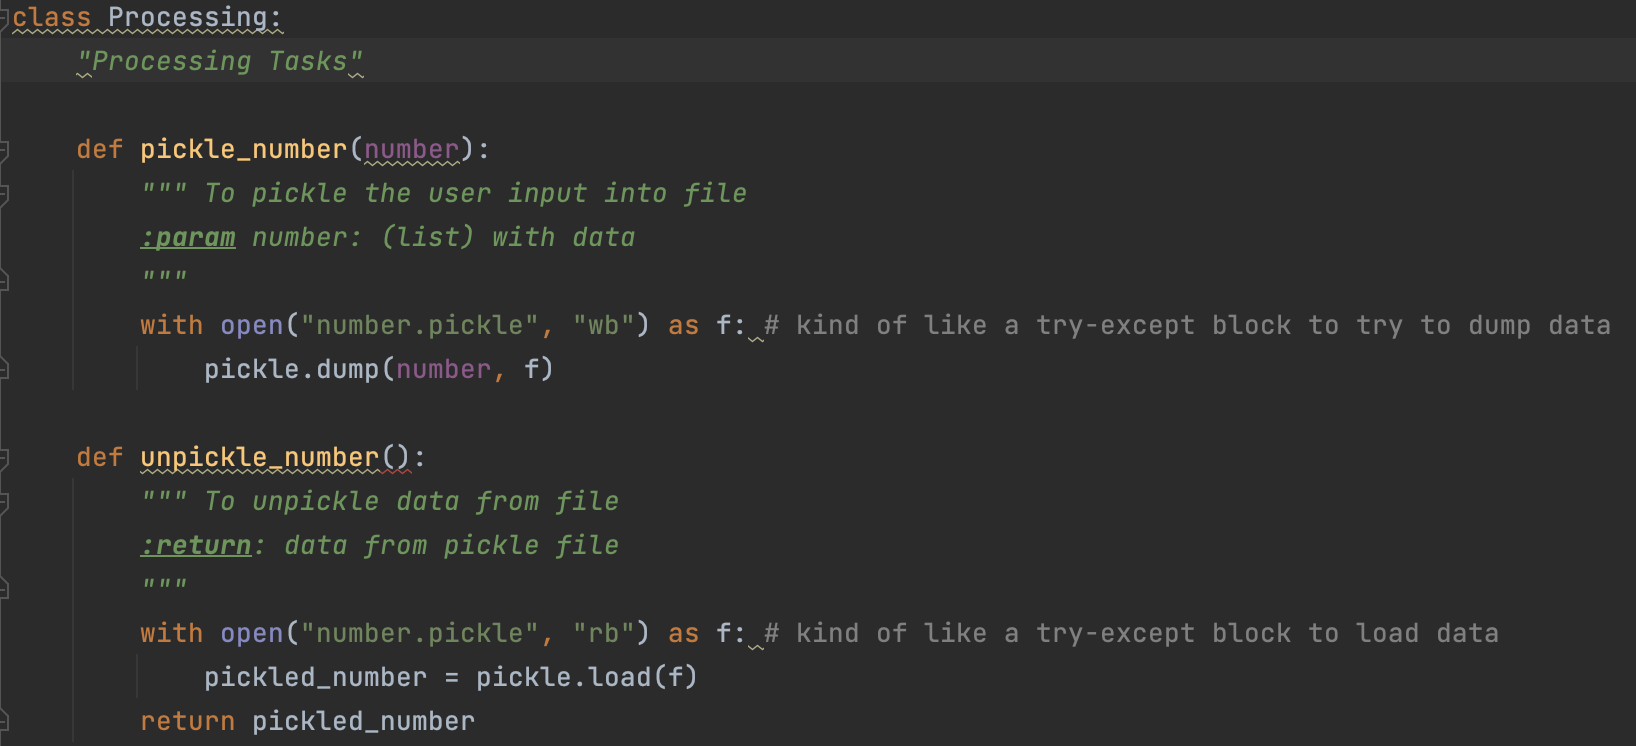 class Processing:
    "Processing Tasks"

    def pickle_number(number):
        """ To pickle the user input into file
        :param number: (list) with data
        """
        with open("number.pickle", "wb") as f: # kind of like a try-except block to try to dump data
            pickle.dump(number, f)

    def unpickle_number():
        """ To unpickle data from file
        :return: data from pickle file
        """
        with open("number.pickle", "rb") as f: # kind of like a try-except block to load data
            pickled_number = pickle.load(f)
        return pickled_number